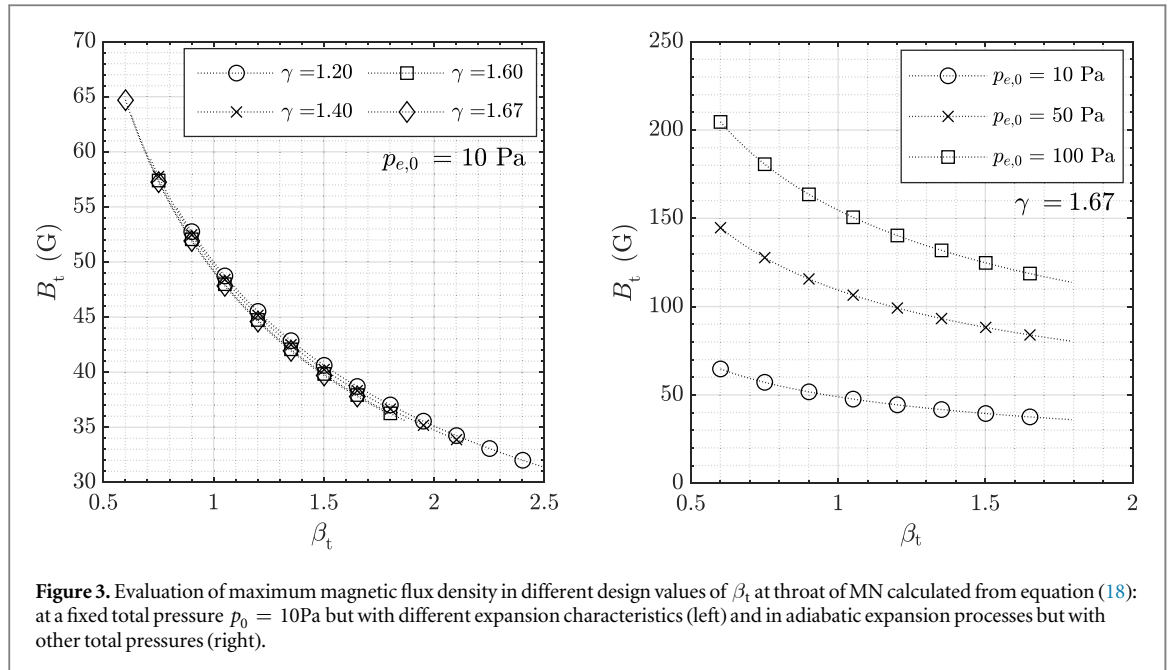 70
65
60
55
50
45
40
35
30
B_t (G)
γ =1.20 γ =1.60
γ =1.40 γ =1.67
p_{e,0} = 10 Pa
0.5 1 1.5 2 2.5
β_t
250
200
150
100
50
0
B_t (G)
p_{e,0} = 10 Pa
p_{e,0} = 50 Pa
p_{e,0} = 100 Pa
γ = 1.67
0.5 1 1.5 2
β_t
Figure 3. Evaluation of maximum magnetic flux density in different design values of β_t at throat of MN calculated from equation (18):
at a fixed total pressure p_0 = 10Pa but with different expansion characteristics (left) and in adiabatic expansion processes but with
other total pressures (right).